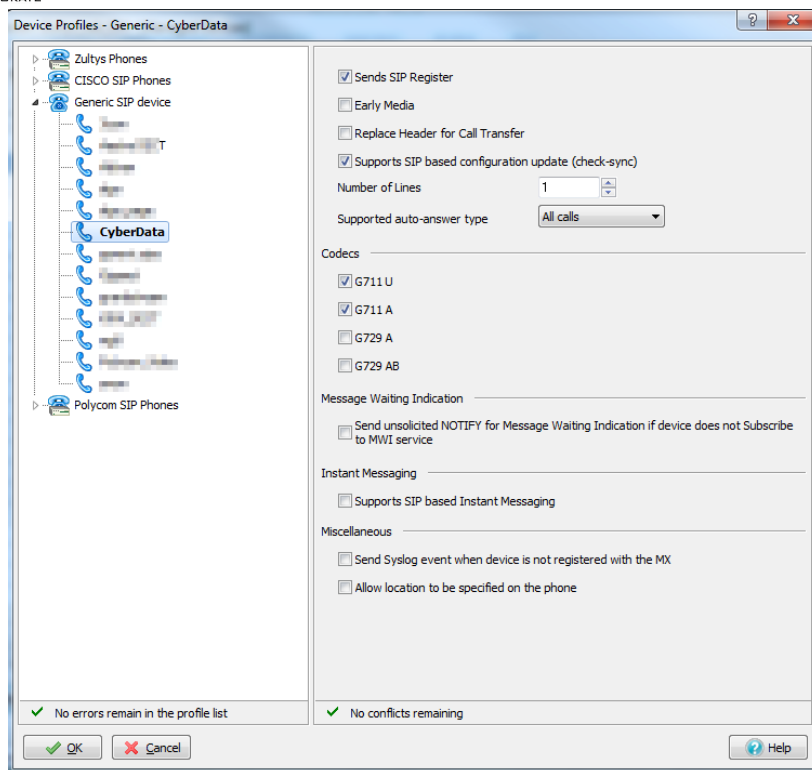 Device Profiles - Generic - CyberData
Zultys Phones
CISCO SIP Phones
Generic SIP device
T
CyberData
Polycom SIP Phones
No errors remain in the profile list
Sends SIP Register
Early Media
Replace Header for Call Transfer
Supports SIP based configuration update (check-sync)
Number of Lines 1
Supported auto-answer type All calls
Codecs
G711 U
G711 A
G729 A
G729 AB
Message Waiting Indication
Send unsolicited NOTIFY for Message Waiting Indication if device does not Subscribe
to MWI service
Instant Messaging
Supports SIP based Instant Messaging
Miscellaneous
Send Syslog event when device is not registered with the MX
Allow location to be specified on the phone
No conflicts remaining
OK Cancel Help